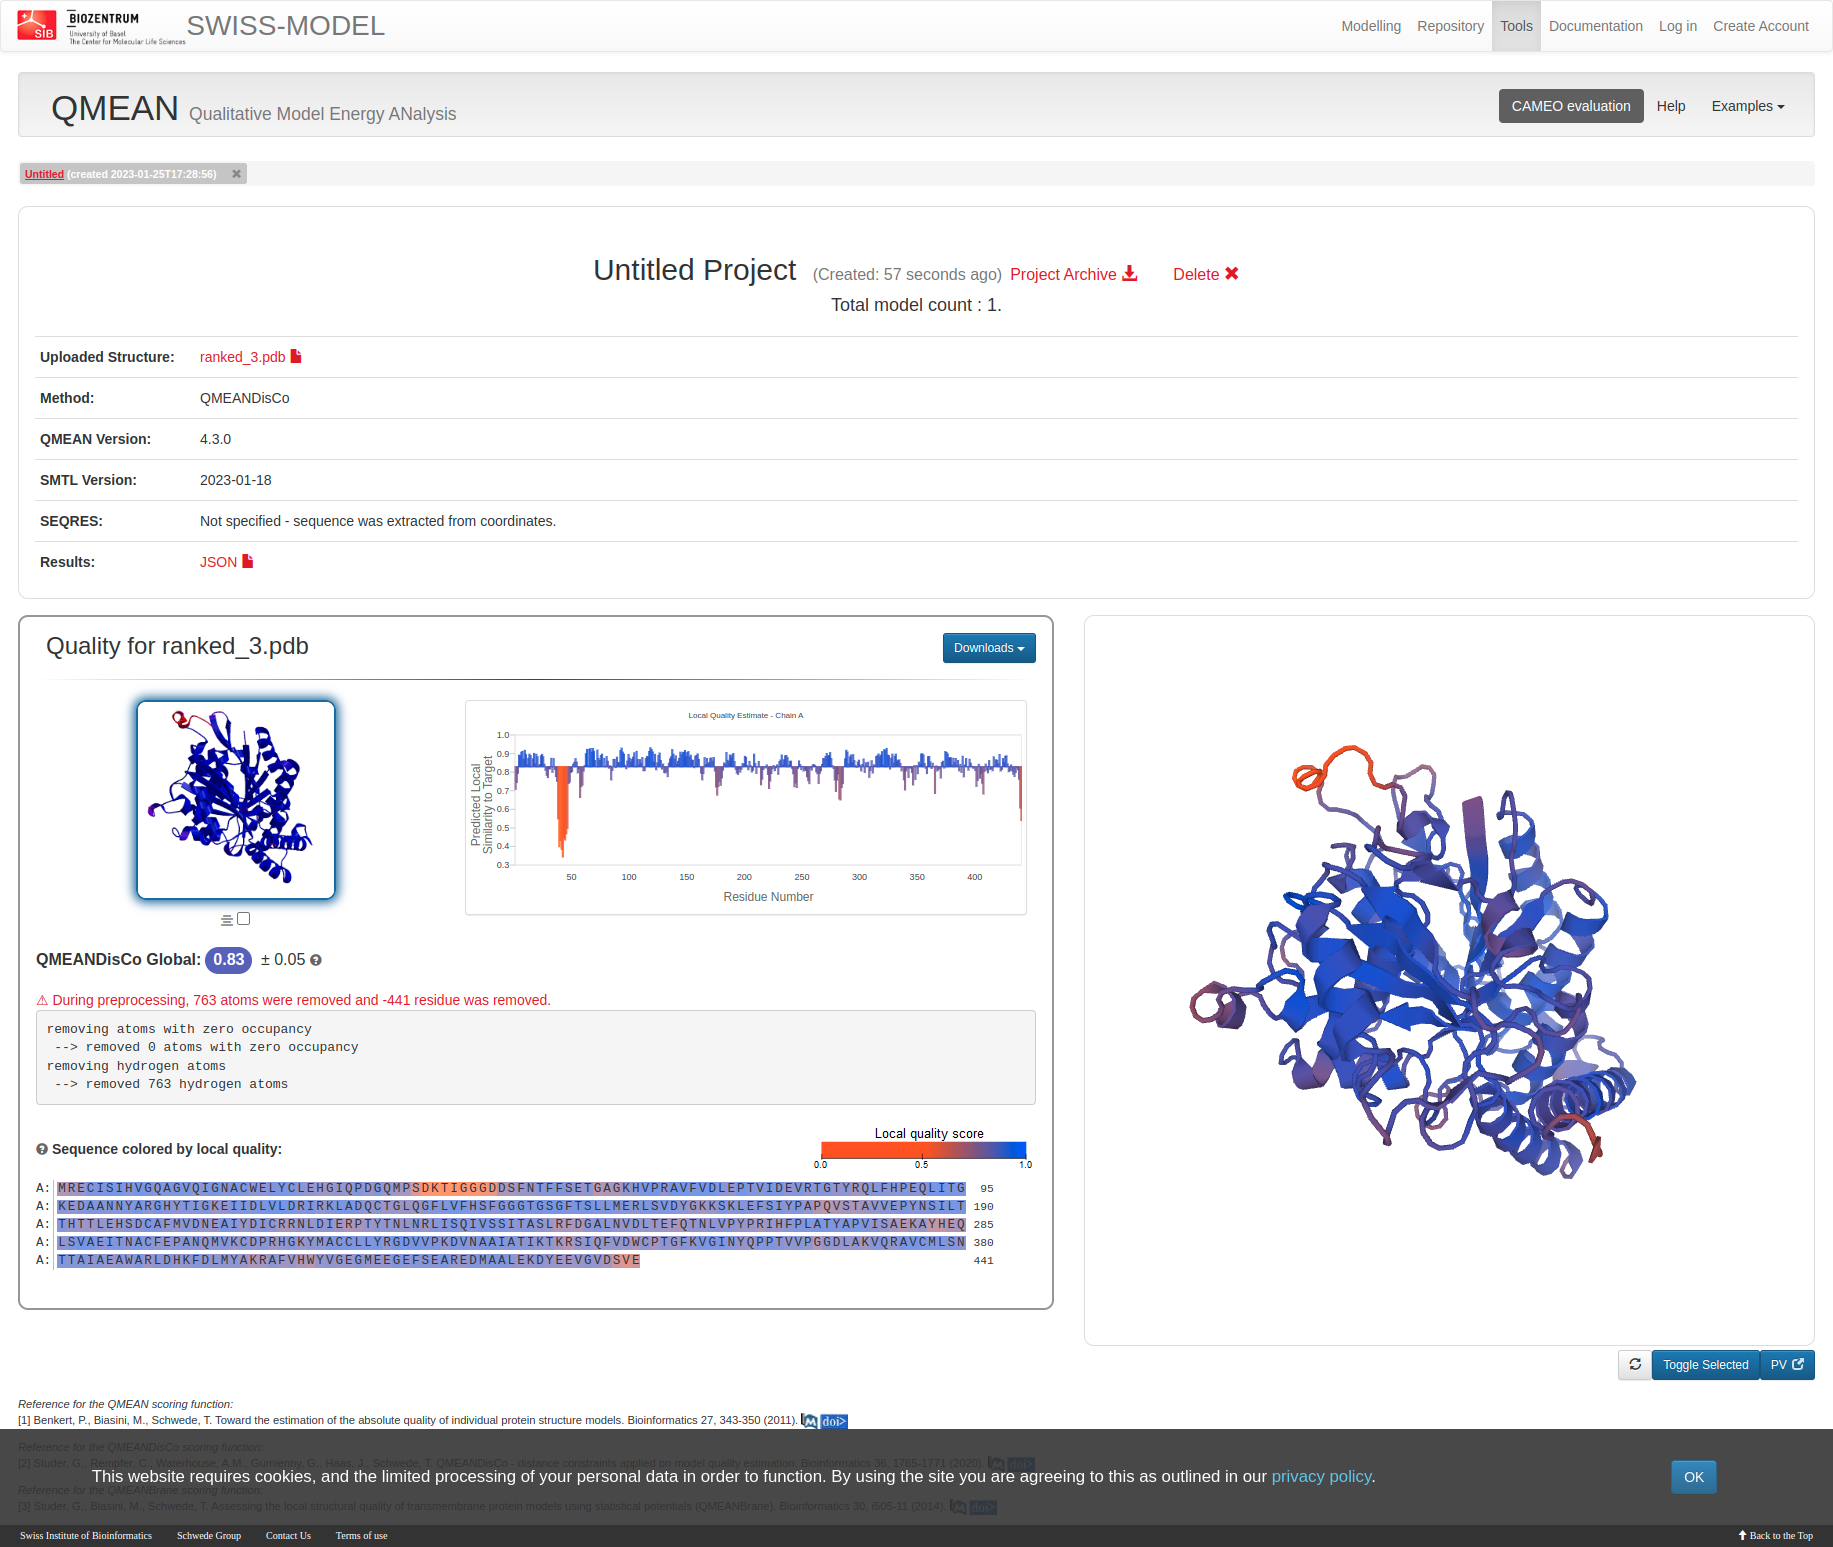 SIB
BIOZENTRUM
University of Basel
The Center for Molecular Life Sciences
SWISS-MODEL
Modelling
Repository
Tools
Documentation
Log in
Create Account
QMEAN Qualitative Model Energy ANalysis
CAMEO evaluation
Help
Examples
Untitled (created 2023-01-25T17:28:56) ✖
Untitled Project (Created: 57 seconds ago) Project Archive Delete ✖
Total model count : 1.
Uploaded Structure: ranked_3.pdb
Method: QMEANDisCo
QMEAN Version: 4.3.0
SMTL Version: 2023-01-18
SEQRES: Not specified - sequence was extracted from coordinates.
Results: JSON
Quality for ranked_3.pdb
Downloads
Local Quality Estimate - Chain A
Predicted Local
Similarity to Target
1.0
0.9
0.8
0.7
0.6
0.5
0.4
0.3
50 100 150 200 250 300 350 400
Residue Number
QMEANDisCo Global: 0.83 ± 0.05
⚠ During preprocessing, 763 atoms were removed and -441 residue was removed.
removing atoms with zero occupancy
--> removed 0 atoms with zero occupancy
removing hydrogen atoms
--> removed 763 hydrogen atoms
Sequence colored by local quality:
Local quality score
0.0 0.5 1.0
A: MRECISIHVGQAGVQIGNACWELYCLEHGIQPDGQMPSDKTIGGGDDSFNTFFSETGAGKHVPRAVFVDLEPTVIDEVRTGTYRQLFHPEQLITG 95
A: KEDAANNYARGHYTIGKEIIDLVLDRIRKLADQCTGLQGFLVFHSFGGGTGSGFTSLLMERLSVDYGKKSKLEFSIYPAPQVSTAVVEPYNSILT 190
A: THTTLEHSDCAFMVDNEAIYDICRRNLDIERPTYTNLNRLISQIVSSITASLRFDGALNVDLTEFQTNLVPYPRIHFPLATYAPVISAEKAYHEQ 285
A: LSVAEITNACFEPANQMVKCDPRHGKYMACCLLYRGDVVPKDVNAAIATIKTKRSIQFVDWCPTGFKVGINYQPPTVVPGGDLAKVQRAVCMLSN 380
A: TTAIAEAWARLDHKFDLMYAKRAFVHWYVGEGMEEGEFSEAREDMAALEKDYEEVGVDSVE 441
Toggle Selected
PV
Reference for the QMEAN scoring function:
[1] Benkert, P., Biasini, M., Schwede, T. Toward the estimation of the absolute quality of individual protein structure models. Bioinformatics 27, 343-350 (2011). doi>
Reference for the QMEANDisCo scoring function:
[2] Studer, G., Rempfer, C., Waterhouse, A.M., Gumienny, G., Haas, J., Schwede, T. QMEANDisCo - distance constraints applied on model quality estimation. Bioinformatics 36, 1765-1771 (2020). doi>
This website requires cookies, and the limited processing of your personal data in order to function. By using the site you are agreeing to this as outlined in our privacy policy.
OK
Reference for the QMEANBrane scoring function:
[3] Studer, G., Biasini, M., Schwede, T. Assessing the local structural quality of transmembrane protein models using statistical potentials (QMEANBrane). Bioinformatics 30, i505-11 (2014). doi>
Swiss Institute of Bioinformatics
Schwede Group
Contact Us
Terms of use
Back to the Top